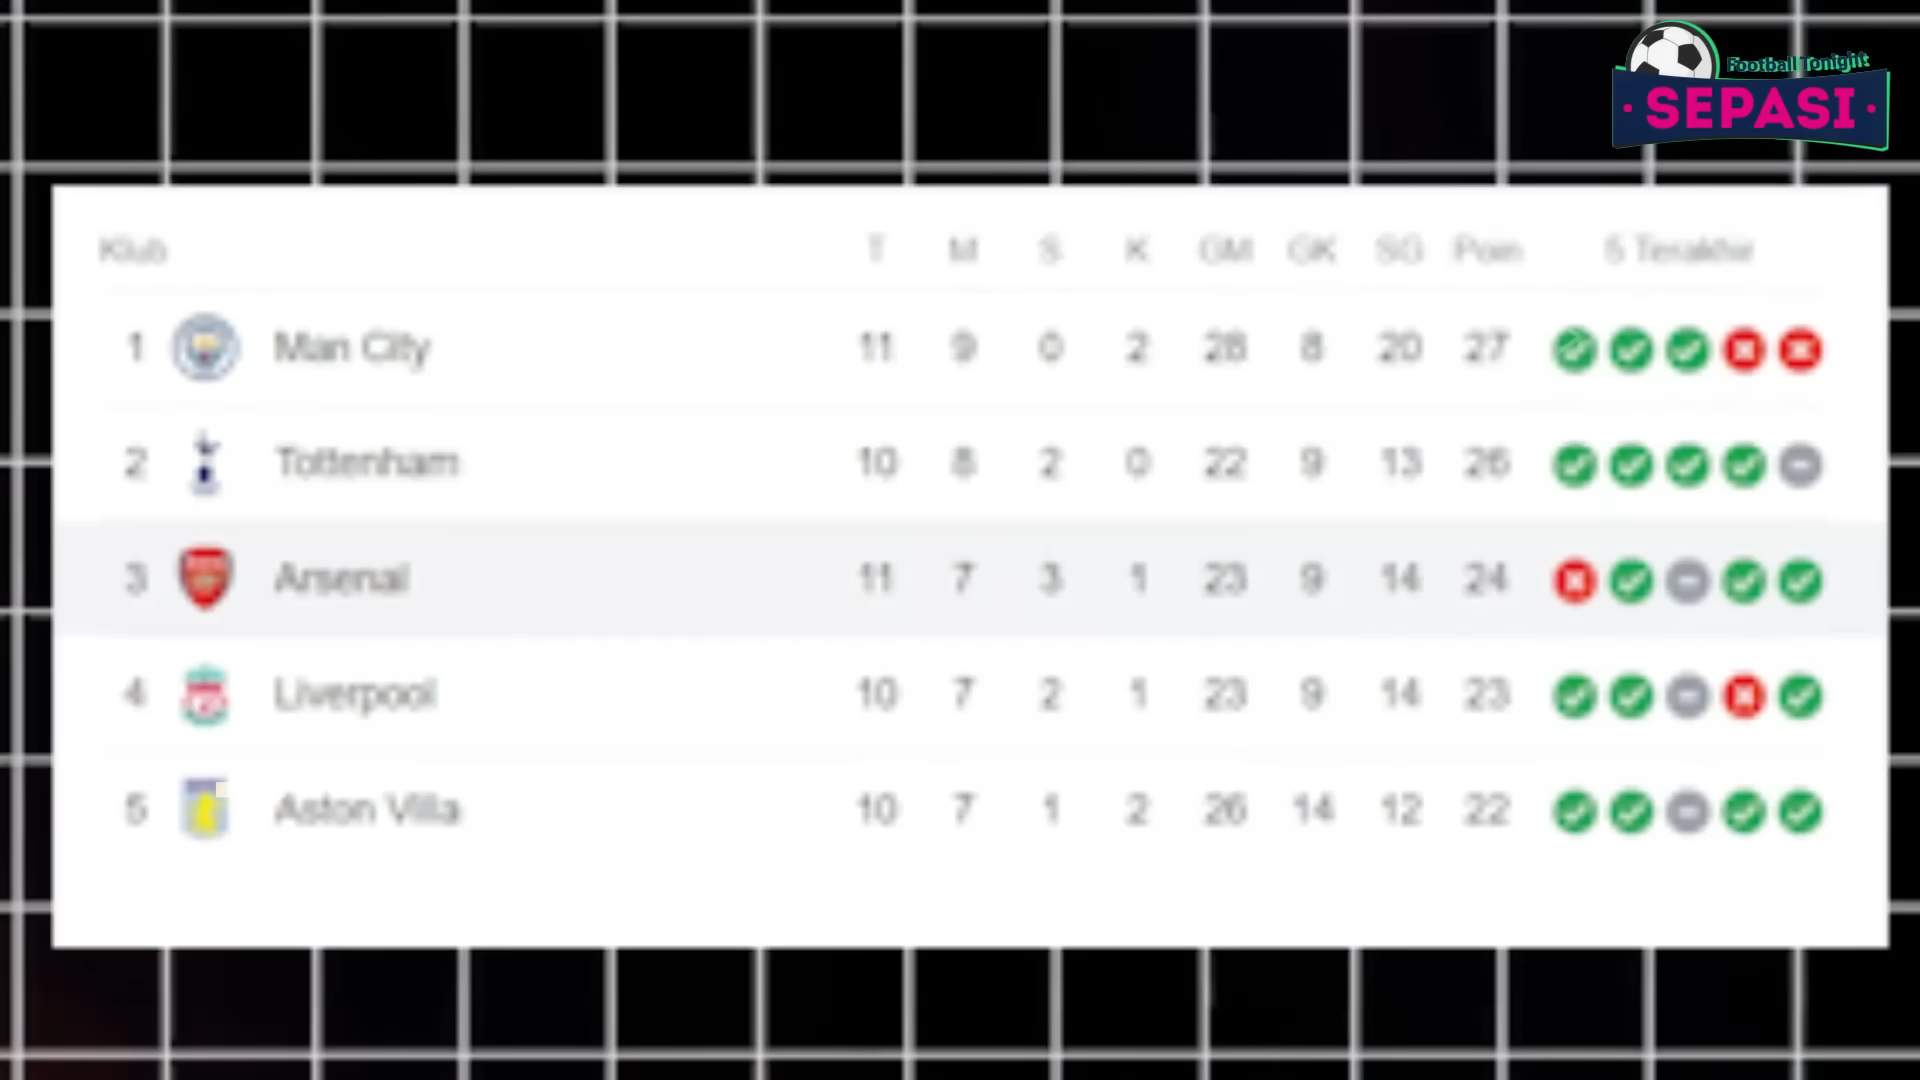 Football Tonight
SEPASI
Klub T M S K GM GK SG Poin 5 Terakhir
1 Man City 11 9 0 2 28 8 20 27
2 Tottenham 10 8 2 0 22 9 13 26
3 Arsenal 11 7 3 1 23 9 14 24
4 Liverpool 10 7 2 1 23 9 14 23
5 Aston Villa 10 7 1 2 26 14 12 22